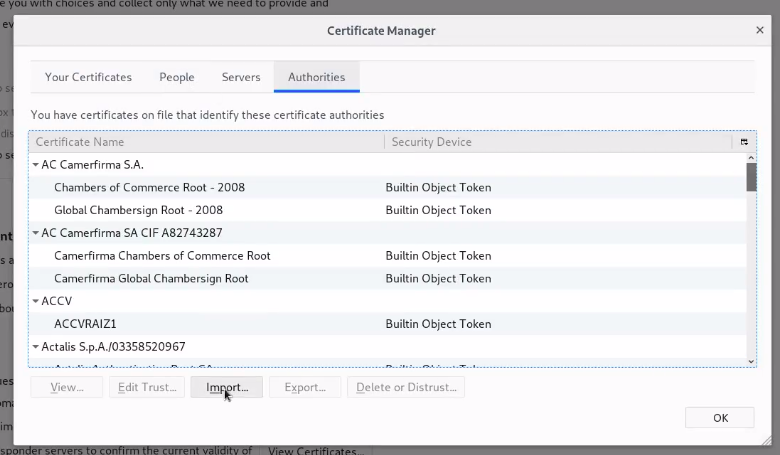 e you with choices and collect only what we need to provide and
Certificate Manager
Your Certificates People Servers Authorities
You have certificates on file that identify these certificate authorities
Certificate Name Security Device
AC Camerfirma S.A.
Chambers of Commerce Root - 2008 Builtin Object Token
Global Chambersign Root - 2008 Builtin Object Token
AC Camerfirma SA CIF A82743287
Camerfirma Chambers of Commerce Root Builtin Object Token
Camerfirma Global Chambersign Root Builtin Object Token
ACCV
ACCVRAIZ1 Builtin Object Token
Actalis S.p.A./03358520967
View... Edit Trust... Import... Export... Delete or Distrust...
OK
sponder servers to confirm the current validity of View Certificates...